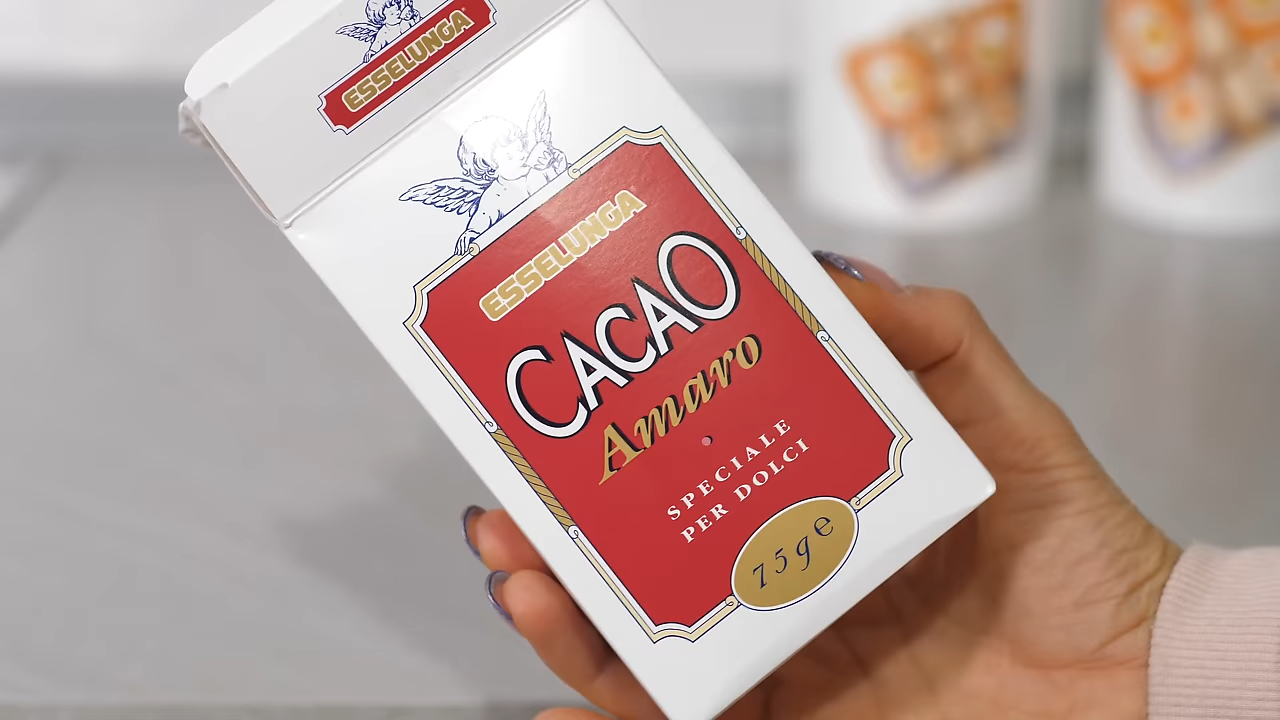 ESSELUNGA
ESSELUNGA
CACAO
Amaro
SPECIALE
PER DOLCI
75g e